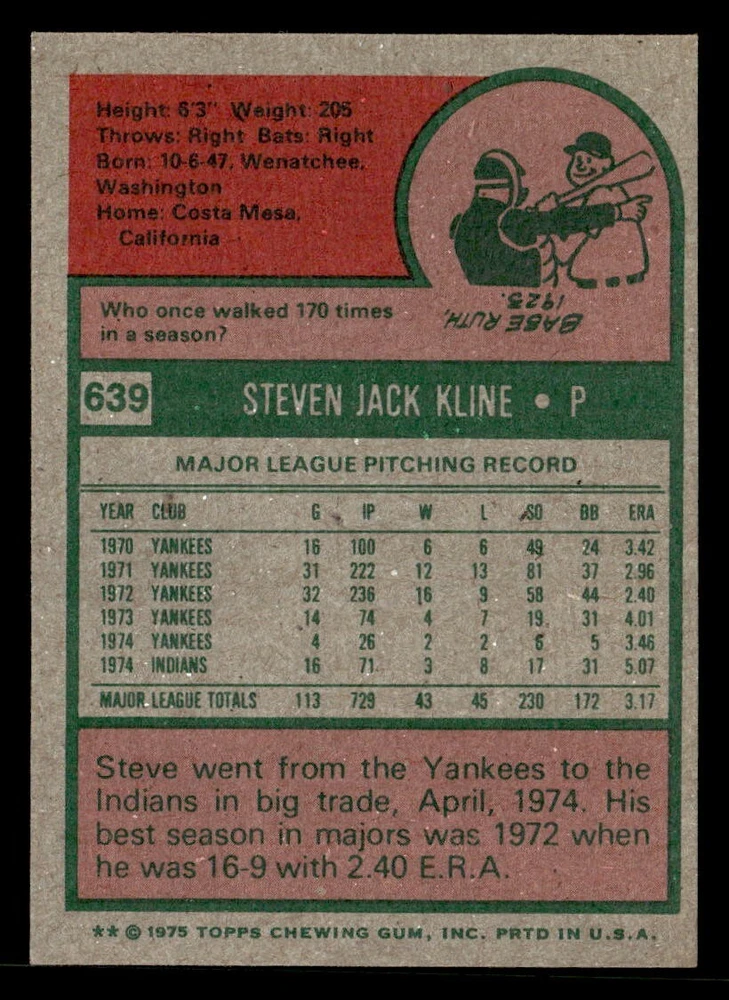 Height: 6'3" Weight: 205
Throws: Right Bats: Right
Born: 10-6-47, Wenatchee,
Washington
Home: Costa Mesa,
California
Who once walked 170 times
in a season?
BABE RUTH,
1923.
639 STEVEN JACK KLINE • P
MAJOR LEAGUE PITCHING RECORD
YEAR CLUB G IP W L SO BB ERA
1970 YANKEES 16 100 6 6 49 24 3.42
1971 YANKEES 31 222 12 13 81 37 2.96
1972 YANKEES 32 236 16 9 58 44 2.40
1973 YANKEES 14 74 4 7 19 31 4.01
1974 YANKEES 4 26 2 2 6 5 3.46
1974 INDIANS 16 71 3 8 17 31 5.07
MAJOR LEAGUE TOTALS 113 729 43 45 230 172 3.17
Steve went from the Yankees to the
Indians in big trade, April, 1974. His
best season in majors was 1972 when
he was 16-9 with 2.40 E.R.A.
** © 1975 TOPPS CHEWING GUM, INC. PRTD IN U.S.A.